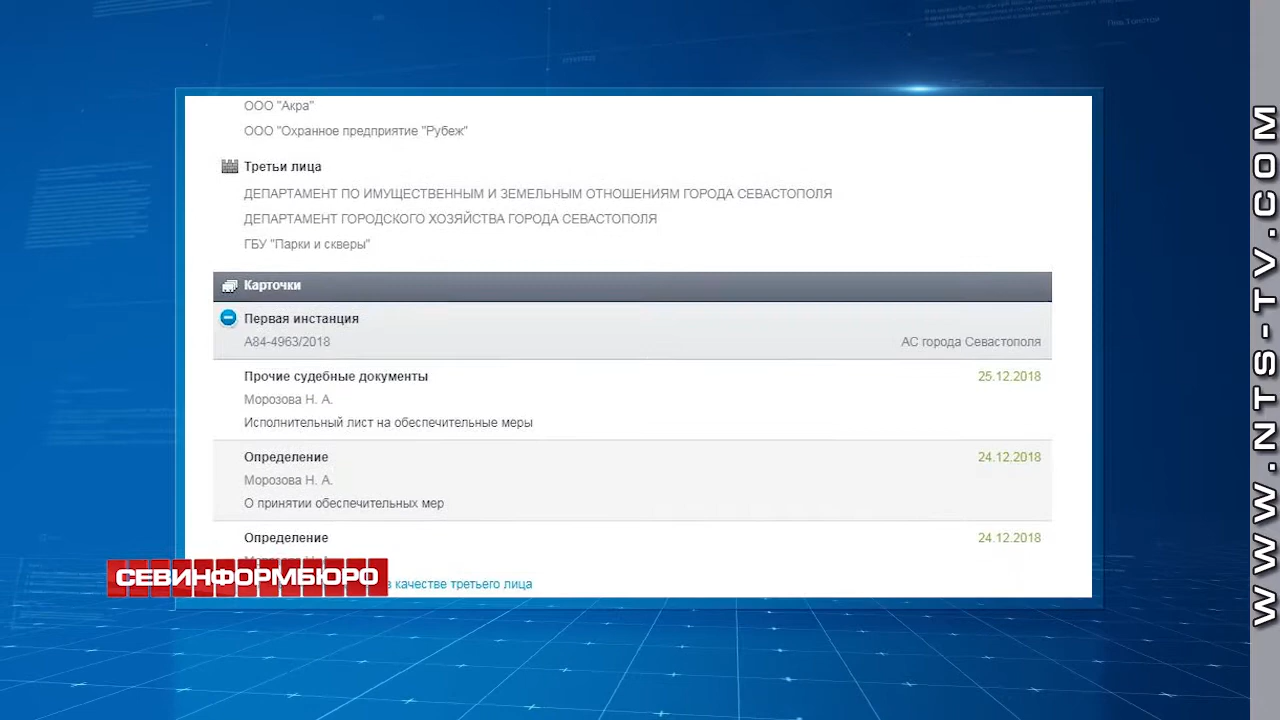 Лев Толстой
ООО "Акра"
ООО "Охранное предприятие "Рубеж"
Третьи лица
ДЕПАРТАМЕНТ ПО ИМУЩЕСТВЕННЫМ И ЗЕМЕЛЬНЫМ ОТНОШЕНИЯМ ГОРОДА СЕВАСТОПОЛЯ
ДЕПАРТАМЕНТ ГОРОДСКОГО ХОЗЯЙСТВА ГОРОДА СЕВАСТОПОЛЯ
ГБУ "Парки и скверы"
Карточки
Первая инстанция
А84-4963/2018 АС города Севастополя
Прочие судебные документы 25.12.2018
Морозова Н. А.
Исполнительный лист на обеспечительные меры
Определение 24.12.2018
Морозова Н. А.
О принятии обеспечительных мер
Определение 24.12.2018
в качестве третьего лица
СЕВИНФОРМБЮРО
WWW.NTS-TV.COM